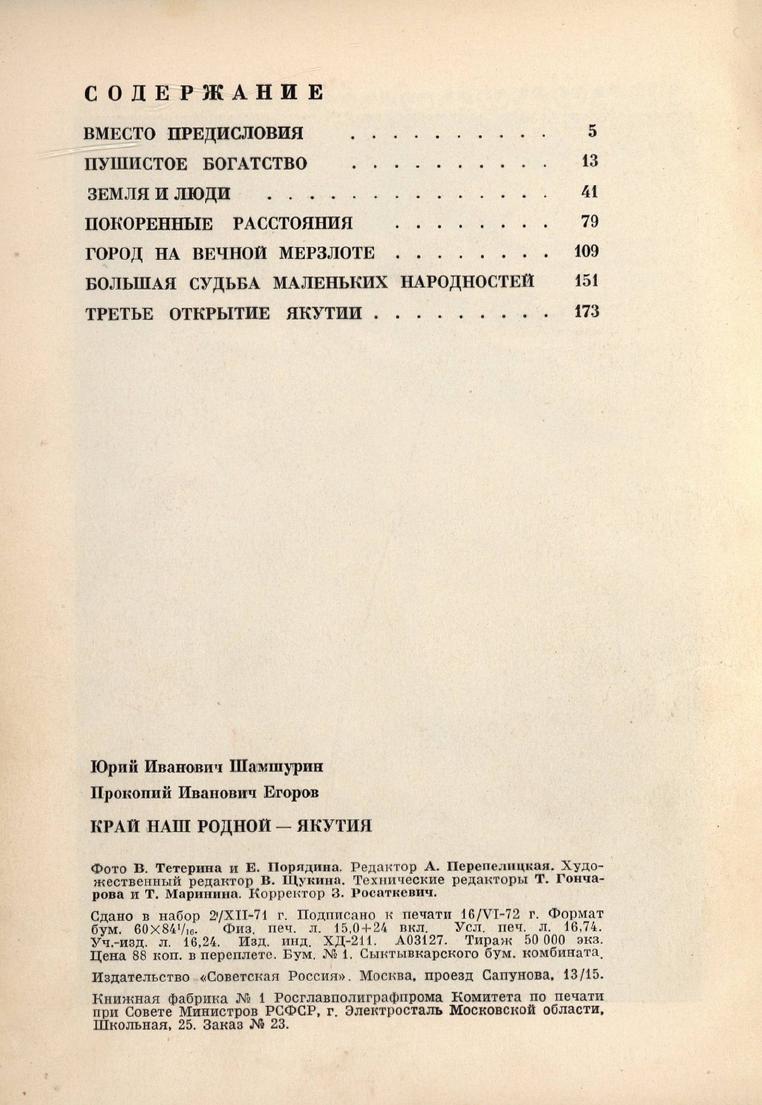 СОДЕРЖАНИЕ
ВМЕСТО ПРЕДИСЛОВИЯ . . . . . . . . . . 5
ПУШИСТОЕ БОГАТСТВО . . . . . . . . . . 13
ЗЕМЛЯ И ЛЮДИ . . . . . . . . . . . . . . 41
ПОКОРЕННЫЕ РАССТОЯНИЯ . . . . . . . . 79
ГОРОД НА ВЕЧНОЙ МЕРЗЛОТЕ . . . . . . . . 109
БОЛЬШАЯ СУДЬБА МАЛЕНЬКИХ НАРОДНОСТЕЙ 151
ТРЕТЬЕ ОТКРЫТИЕ ЯКУТИИ . . . . . . . . . 173
Юрий Иванович Шамшурин
Прокопий Иванович Егоров
КРАЙ НАШ РОДНОЙ — ЯКУТИЯ
Фото В. Тетерина и Е. Порядина. Редактор А. Перепелицкая. Худо-
жественный редактор В. Щукина. Технические редакторы Т. Гонча-
рова и Т. Маринина. Корректор З. Росаткевич.
Сдано в набор 2/XII-71 г. Подписано к печати 16/VI-72 г. Формат
бум. 60×84¹/₁₆. Физ. печ. л. 15,0+24 вкл. Усл. печ. л. 16,74.
Уч.-изд. л. 16,24. Изд. инд. ХД-211. А03127. Тираж 50 000 экз.
Цена 88 коп. в переплете. Бум. № 1. Сыктывкарского бум. комбината.
Издательство «Советская Россия». Москва, проезд Сапунова, 13/15.
Книжная фабрика № 1 Росглавполиграфпрома Комитета по печати
при Совете Министров РСФСР, г. Электросталь Московской области,
Школьная, 25. Заказ № 23.